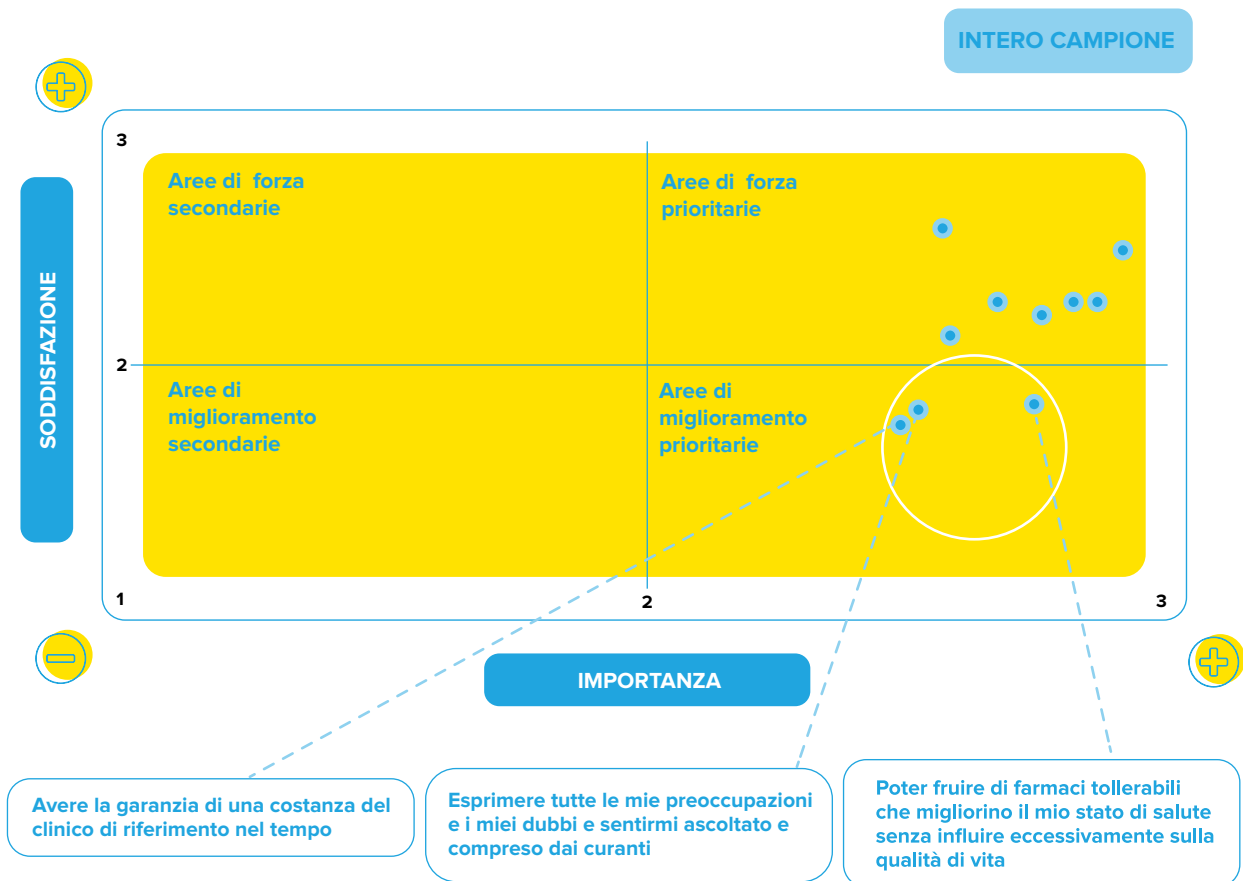 INTERO CAMPIONE
3
Aree di forza
secondarie
Aree di forza
prioritarie
SODDISFAZIONE
2
Aree di
miglioramento
secondarie
Aree di
miglioramento
prioritarie
1
2
3
IMPORTANZA
Avere la garanzia di una costanza del
clinico di riferimento nel tempo
Esprimere tutte le mie preoccupazioni
e i miei dubbi e sentirmi ascoltato e
compreso dai curanti
Poter fruire di farmaci tollerabili
che migliorino il mio stato di salute
senza influire eccessivamente sulla
qualità di vita